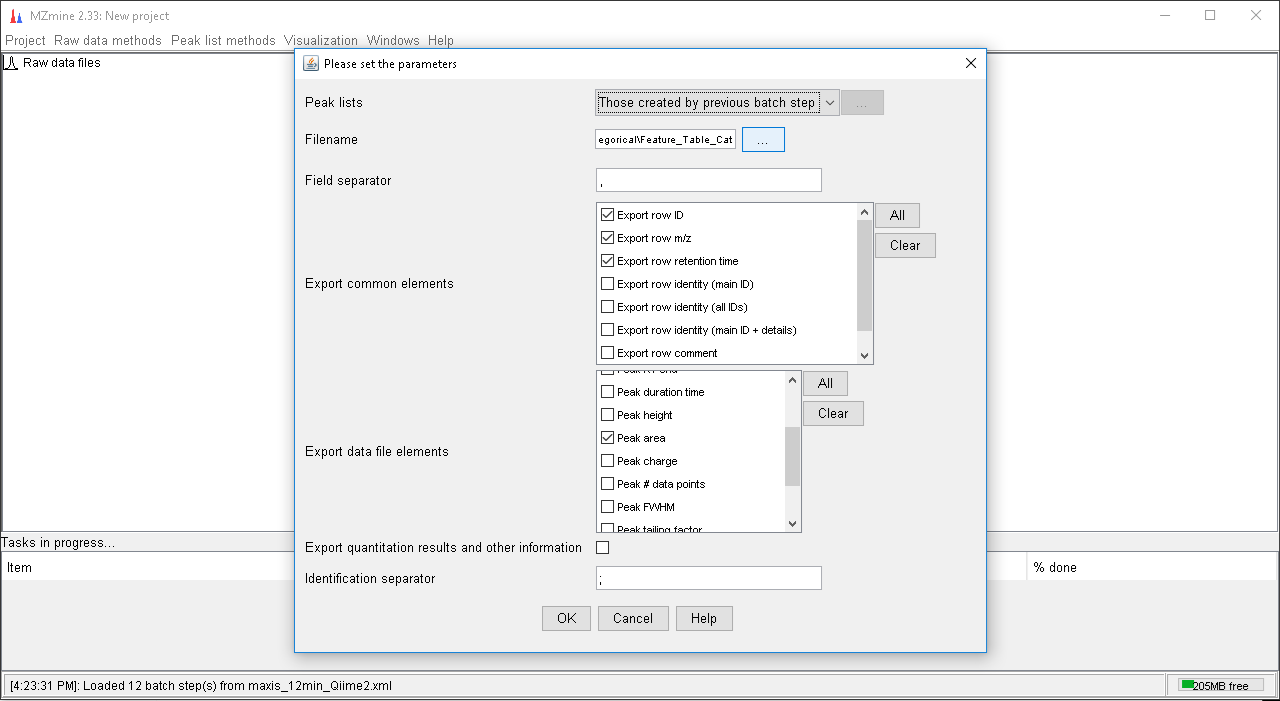 MZmine 2.33: New project
Project Raw data methods Peak list methods Visualization Windows Help
Raw data files
Please set the parameters
Peak lists
Those created by previous batch step
...
Filename
egorical\Feature_Table_Cat
...
Field separator
,
Export common elements
Export row ID
Export row m/z
Export row retention time
Export row identity (main ID)
Export row identity (all IDs)
Export row identity (main ID + details)
Export row comment
All
Clear
Export data file elements
Peak duration time
Peak height
Peak area
Peak charge
Peak # data points
Peak FWHM
Peak tailing factor
All
Clear
Export quantitation results and other information
Identification separator
;
OK
Cancel
Help
Tasks in progress...
Item
% done
[4:23:31 PM]: Loaded 12 batch step(s) from maxis_12min_Qiime2.xml
205MB free